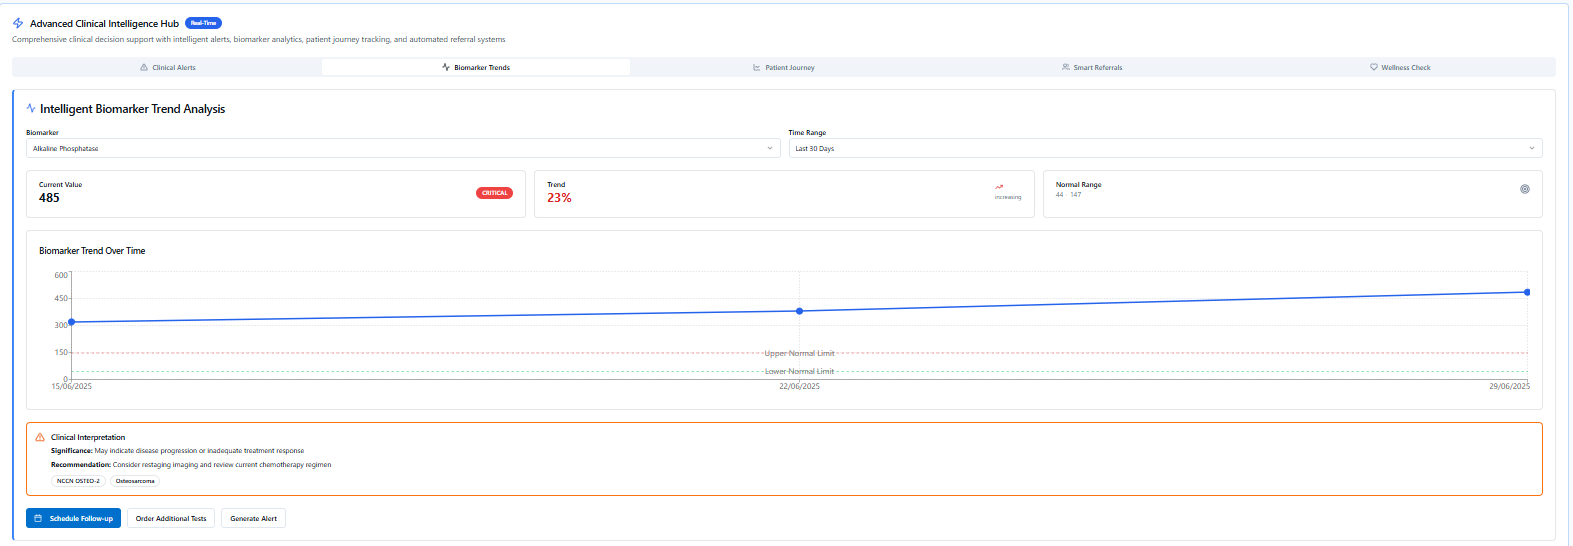 Advanced Clinical Intelligence Hub Real-Time
Comprehensive clinical decision support with intelligent alerts, biomarker analytics, patient journey tracking, and automated referral systems
Clinical Alerts Biomarker Trends Patient Journey Smart Referrals Wellness Check
Intelligent Biomarker Trend Analysis
Biomarker Time Range
Alkaline Phosphatase Last 30 Days
Current Value Trend Normal Range
485 CRITICAL 23% increasing 44 - 147
Biomarker Trend Over Time
600
450
300
150 Upper Normal Limit
Lower Normal Limit
0
15/06/2025 22/06/2025 29/06/2025
Clinical Interpretation
Significance: May indicate disease progression or inadequate treatment response
Recommendation: Consider restaging imaging and review current chemotherapy regimen
NCCN OSTEO-2 Osteosarcoma
Schedule Follow-up Order Additional Tests Generate Alert